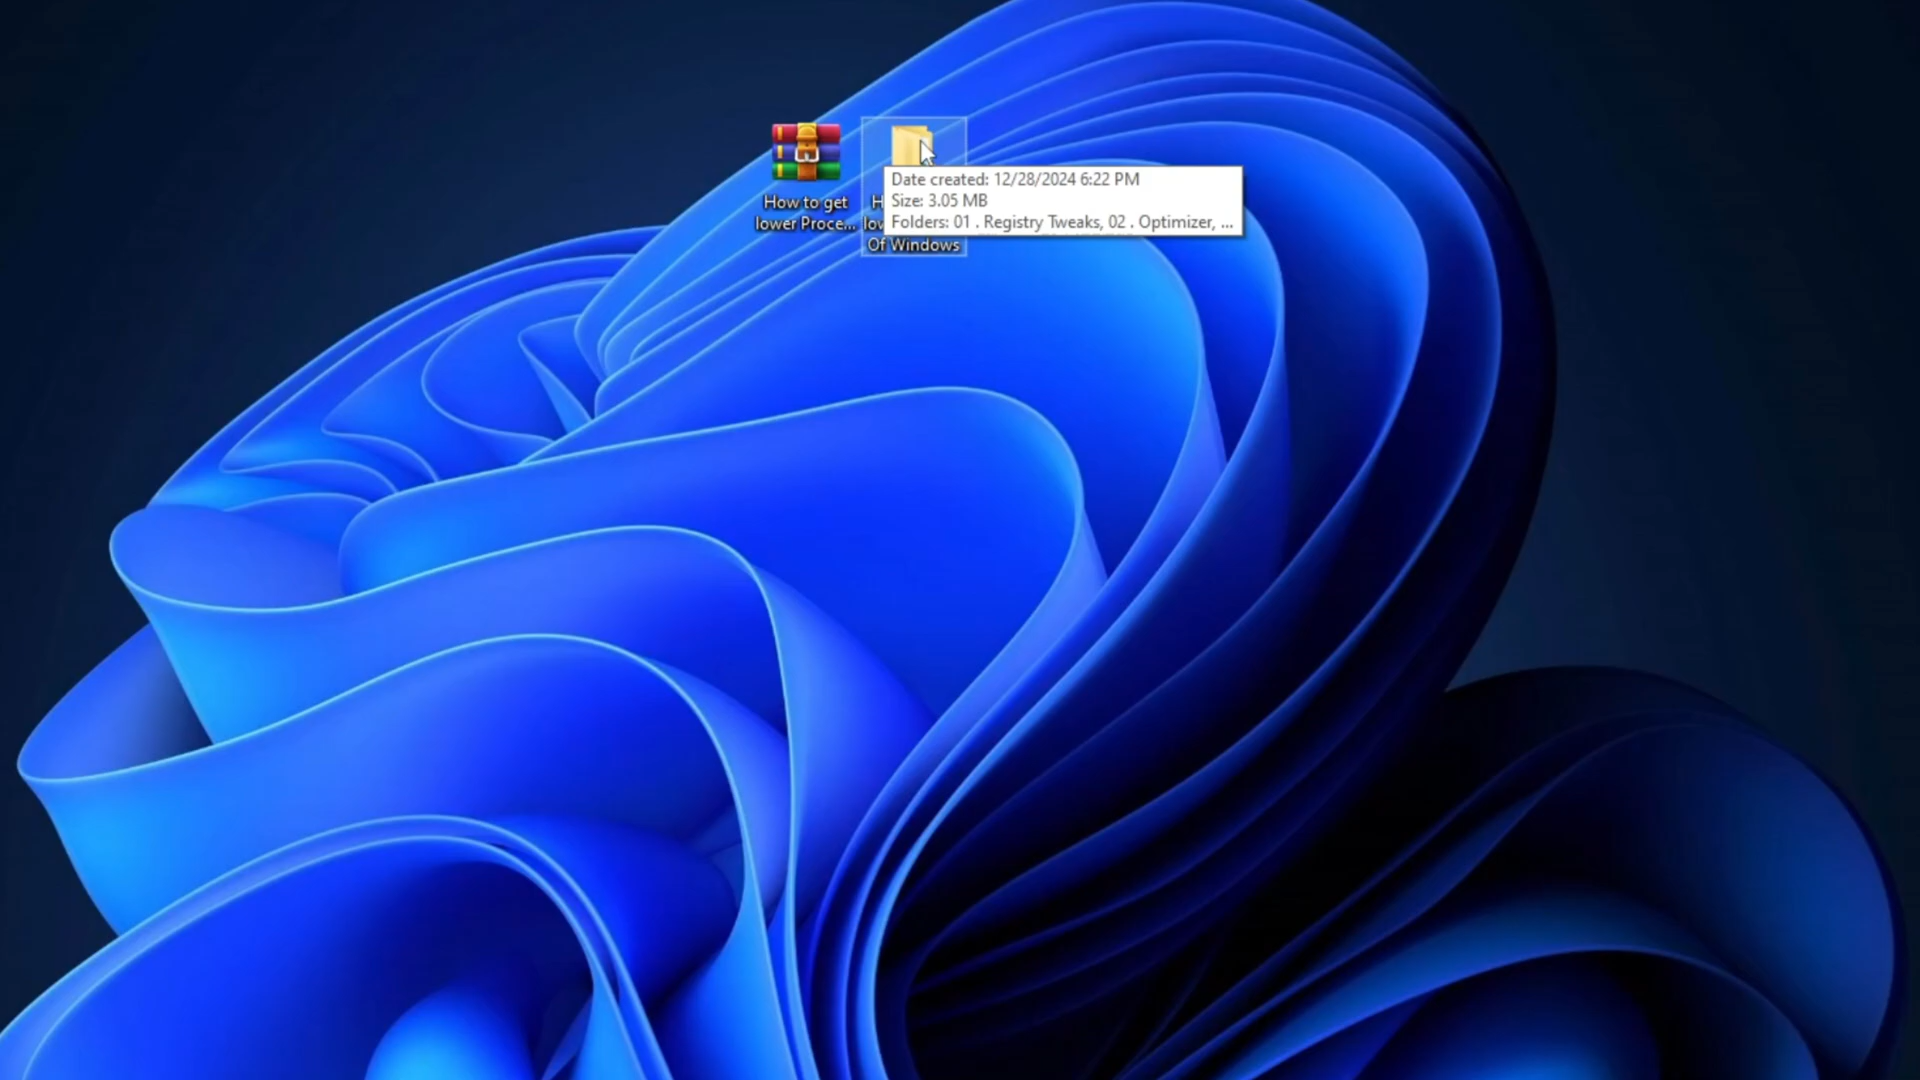 How to get
lower Proce...
Date created: 12/28/2024 6:22 PM
Size: 3.05 MB
Folders: 01 . Registry Tweaks, 02 . Optimizer, ...
Of Windows